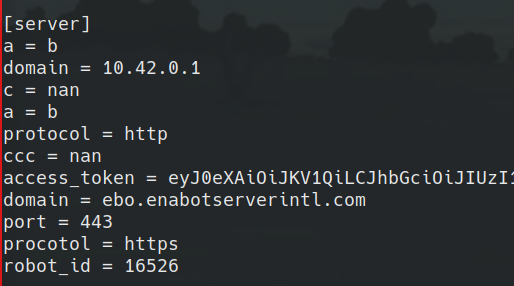 [server]
a = b
domain = 10.42.0.1
c = nan
a = b
protocol = http
ccc = nan
access_token = eyJ0eXAiOiJKV1QiLCJhbGciOiJIUzI1
domain = ebo.enabotserverintl.com
port = 443
procotol = https
robot_id = 16526